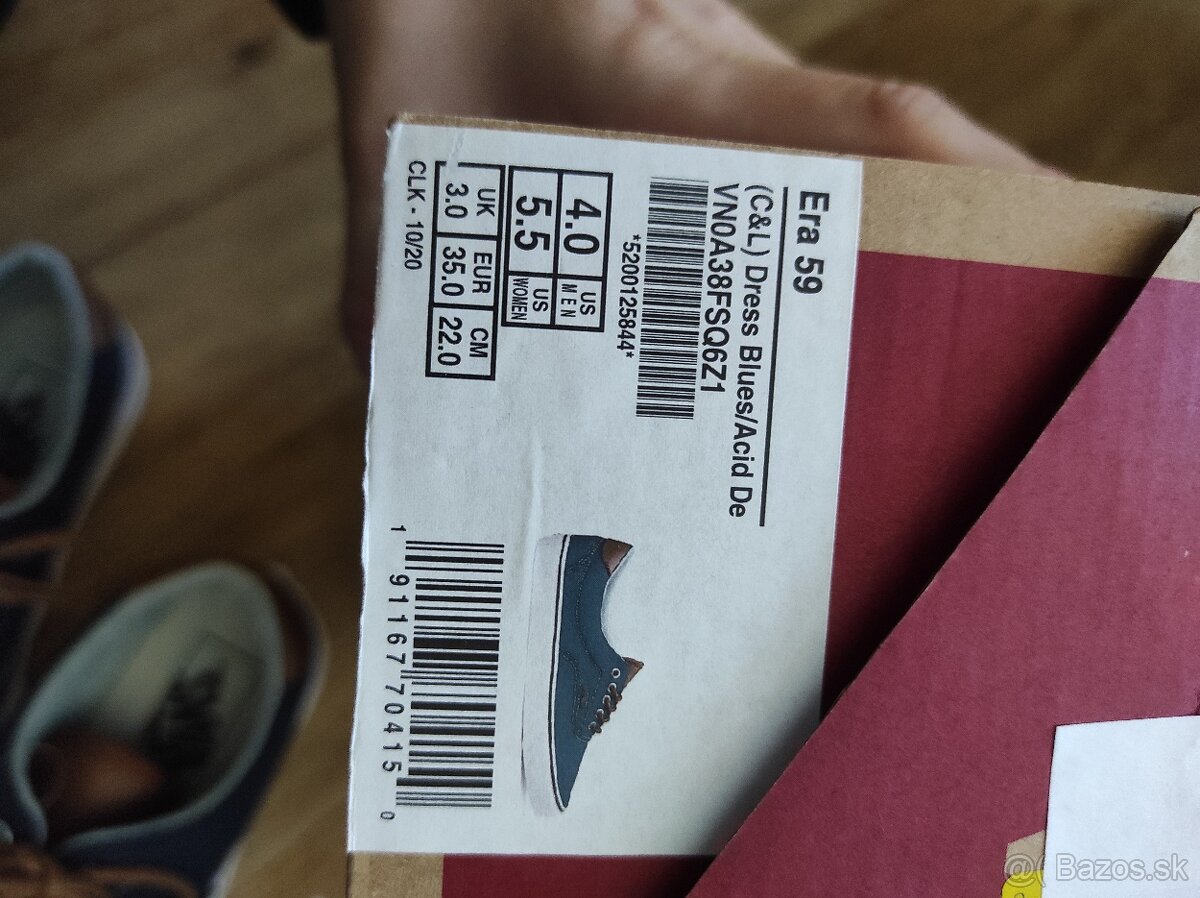 Era 59
(C&L) Dress Blues/Acid De
VN0A38FSQ6Z1
*5200125844*
4.0 US MEN
5.5 US WOMEN
UK EUR CM
3.0 35.0 22.0
CLK - 10/20
1 91167 70415 0
VANS
Bazos.sk